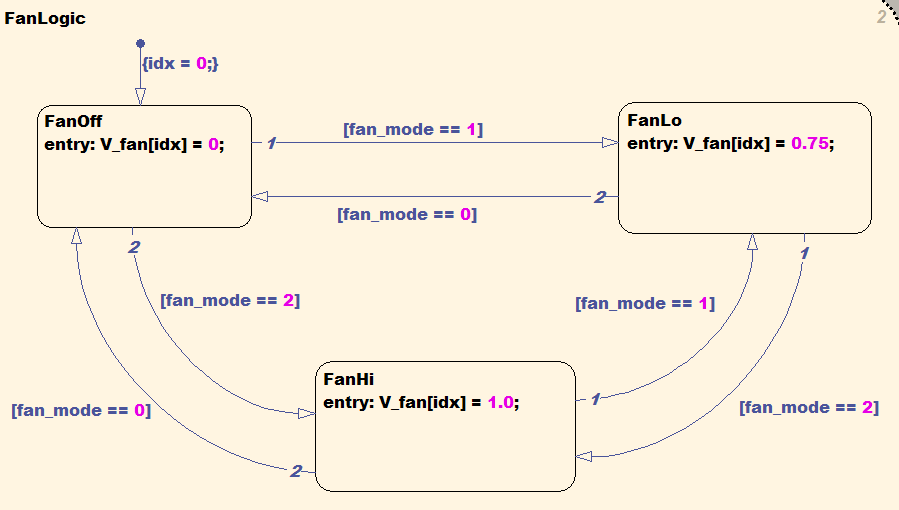 FanLogic
2
{idx = 0;}
FanOff
entry: V_fan[idx] = 0;
FanLo
entry: V_fan[idx] = 0.75;
1
[fan_mode == 1]
2
[fan_mode == 0]
2
[fan_mode == 2]
1
[fan_mode == 1]
FanHi
entry: V_fan[idx] = 1.0;
1
[fan_mode == 0]
[fan_mode == 2]
2